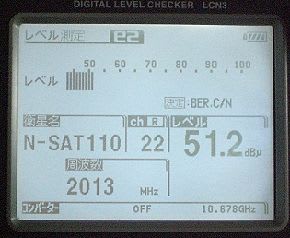 DIGITAL LEVEL CHECKER LCN3
レベル測定 e2
50 60 70 80 90 100
レベル
決定:BER.C/N
衛星名 ch R レベル
N-SAT110 22 51.2 dBμ
周波数
2013 MHz
コンバーター OFF 10.678GHz